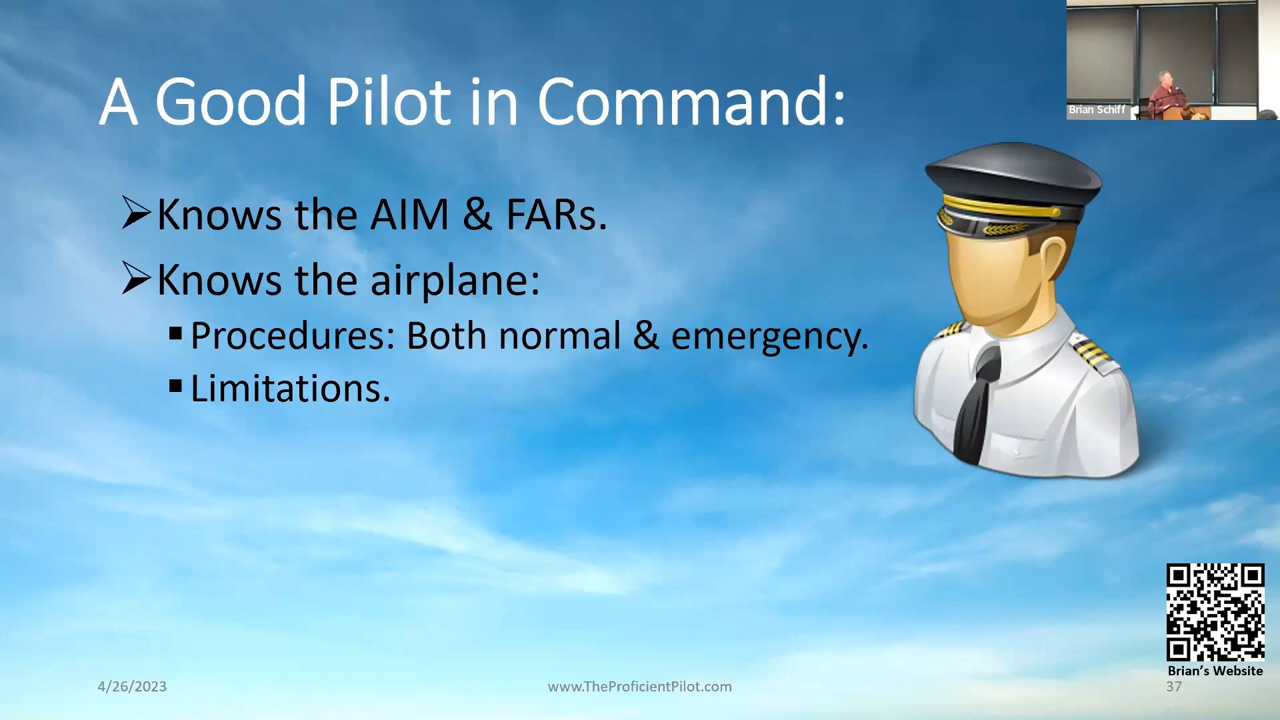 A Good Pilot in Command:
Brian Schiff
➢Knows the AIM & FARs.
➢Knows the airplane:
▪Procedures: Both normal & emergency.
▪Limitations.
Brian's Website
4/26/2023
www.TheProficientPilot.com
37